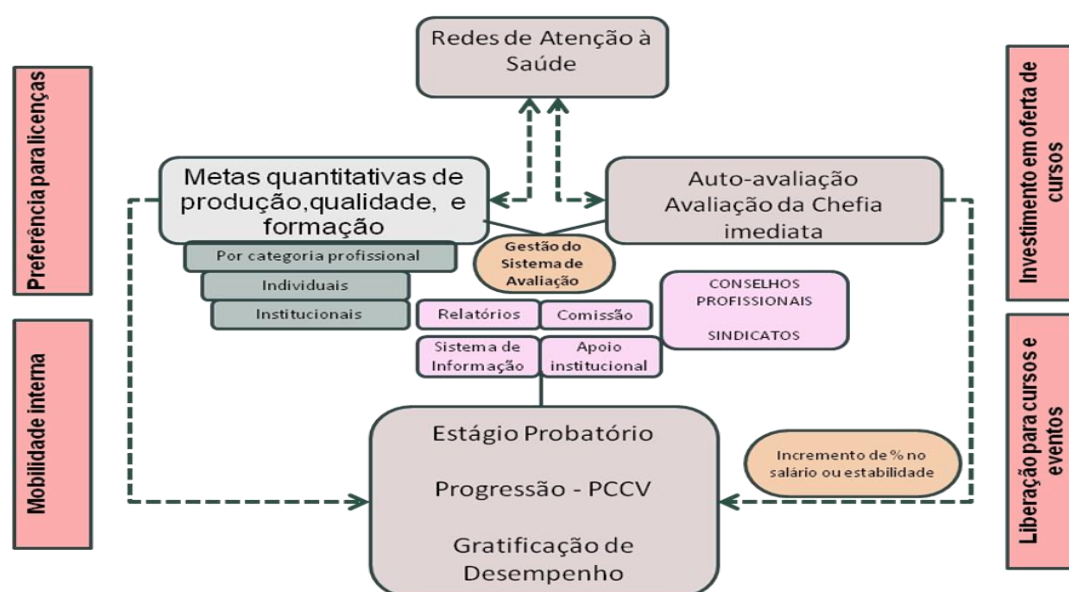 Redes de Atenção à
Saúde
Preferência para licenças
Mobilidade interna
Metas quantitativas de
produção,qualidade, e
formação
Por categoria profissional
Individuais
Institucionais
Auto-avaliação
Avaliação da Chefia
imediata
Gestão do
Sistema de
Avaliação
Relatórios
Comissão
Sistema de
Informação
Apoio
institucional
CONSELHOS
PROFISSIONAIS
SINDICATOS
Estágio Probatório
Progressão - PCCV
Gratificação de
Desempenho
Incremento de % no
salário ou estabilidade
Investimento em oferta de
cursos
Liberação para cursos e
eventos